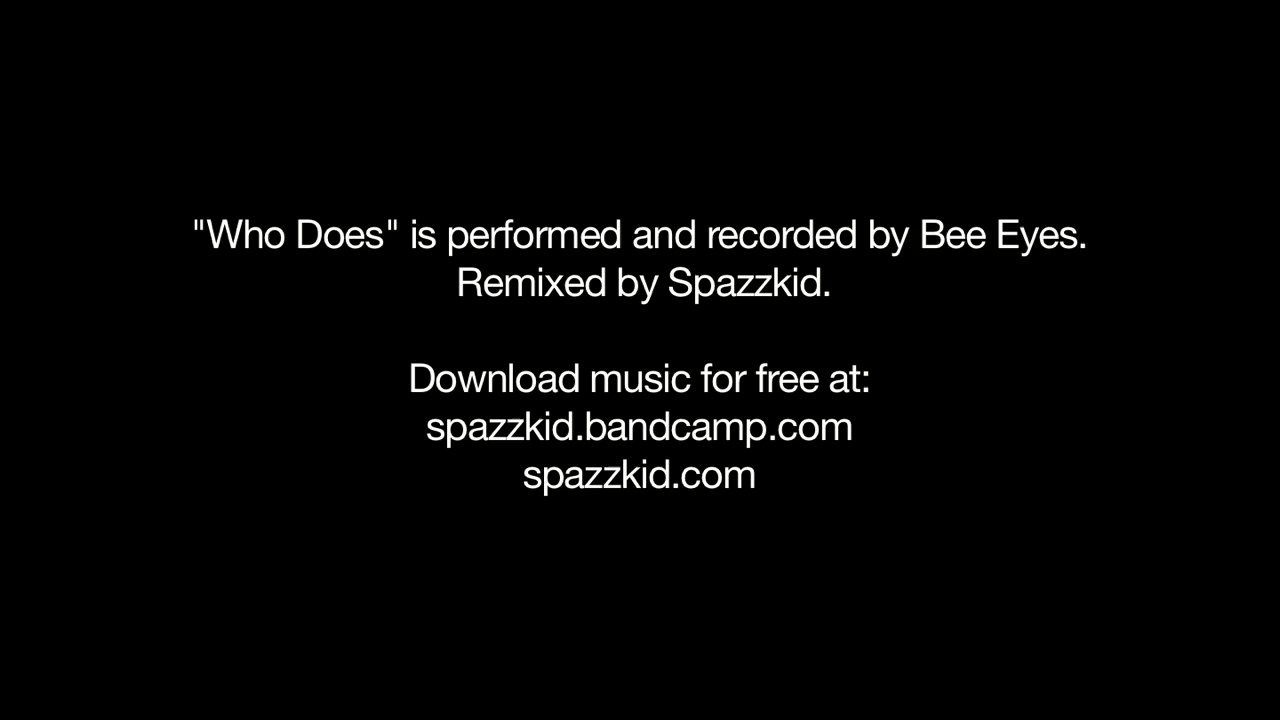 "Who Does" is performed and recorded by Bee Eyes.
Remixed by Spazzkid.
Download music for free at:
spazzkid.bandcamp.com
spazzkid.com